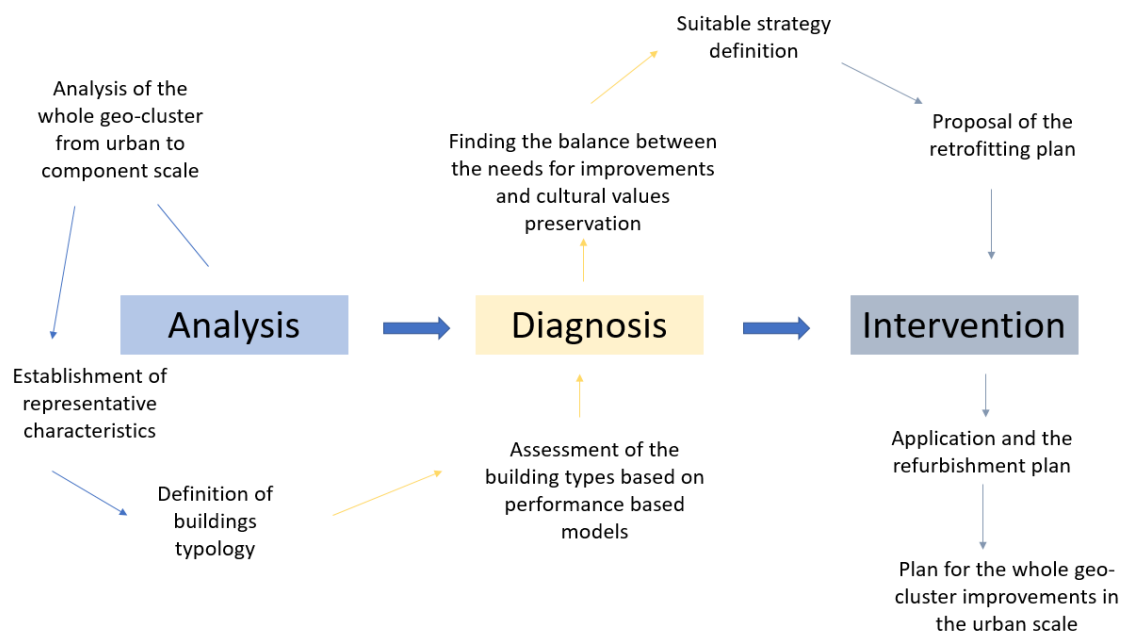 Analysis of the
whole geo-cluster
from urban to
component scale
Analysis
Establishment of
representative
characteristics
Definition of
buildings
typology
Assessment of the
building types based on
performance based
models
Diagnosis
Finding the balance between
the needs for improvements
and cultural values
preservation
Suitable strategy
definition
Proposal of the
retrofitting plan
Intervention
Application and the
refurbishment plan
Plan for the whole geo-
cluster improvements in
the urban scale